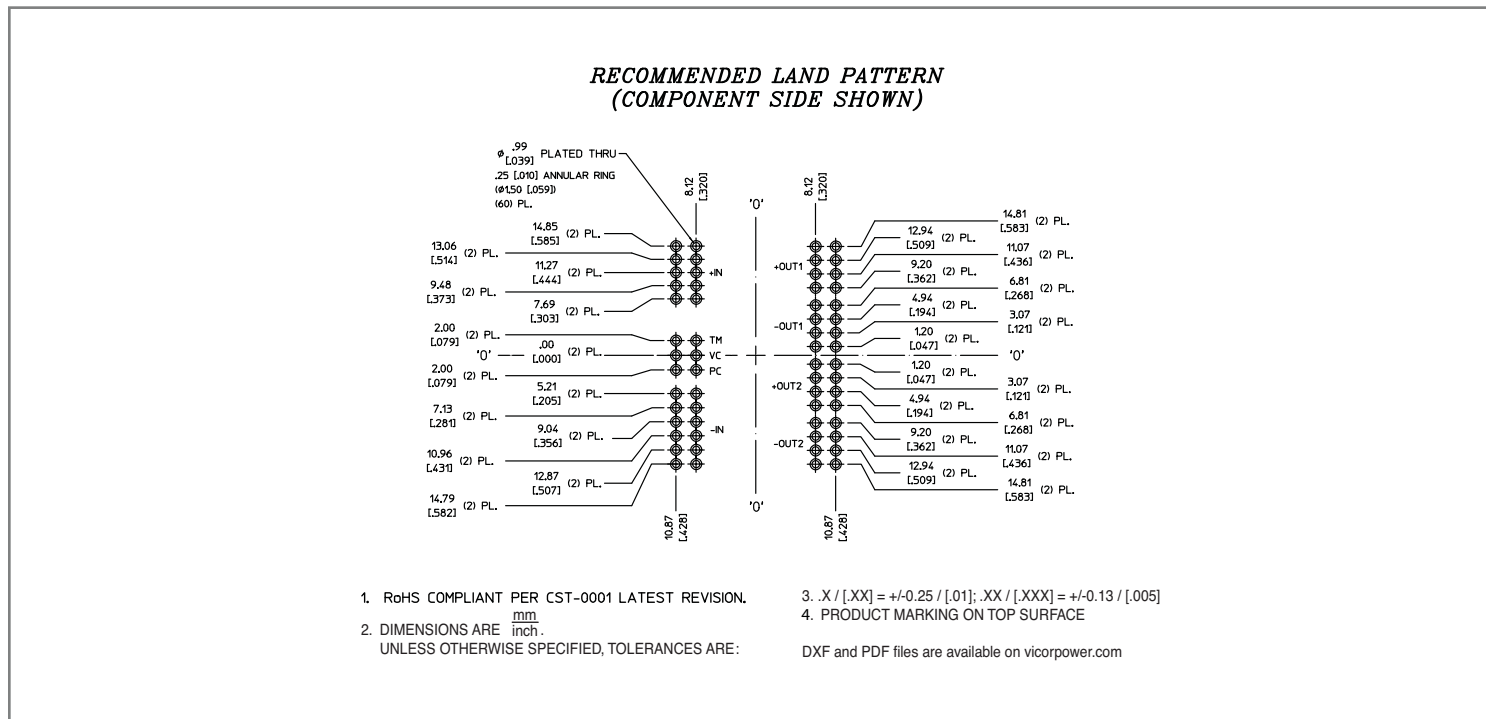 RECOMMENDED LAND PATTERN
(COMPONENT SIDE SHOWN)
ø .99 [.039] PLATED THRU
.25 [.010] ANNULAR RING
(ø1.50 [.059])
(60) PL.
8.12 [.320]
'0'
8.12 [.320]
14.85 [.585] (2) PL.
13.06 [.514] (2) PL.
11.27 [.444] (2) PL.
9.48 [.373] (2) PL.
7.69 [.303] (2) PL.
2.00 [.079] (2) PL.
'0'
.00 [.000] (2) PL.
2.00 [.079] (2) PL.
5.21 [.205] (2) PL.
7.13 [.281] (2) PL.
9.04 [.356] (2) PL.
10.96 [.431] (2) PL.
12.87 [.507] (2) PL.
14.79 [.582] (2) PL.
+IN
TM
VC
PC
-IN
10.87 [.428]
'0'
+OUT1
-OUT1
+OUT2
-OUT2
10.87 [.428]
14.81 [.583] (2) PL.
12.94 [.509] (2) PL.
11.07 [.436] (2) PL.
9.20 [.362] (2) PL.
6.81 [.268] (2) PL.
4.94 [.194] (2) PL.
3.07 [.121] (2) PL.
1.20 [.047] (2) PL.
'0'
1.20 [.047] (2) PL.
3.07 [.121] (2) PL.
4.94 [.194] (2) PL.
6.81 [.268] (2) PL.
9.20 [.362] (2) PL.
11.07 [.436] (2) PL.
12.94 [.509] (2) PL.
14.81 [.583] (2) PL.
1. RoHS COMPLIANT PER CST-0001 LATEST REVISION.
2. DIMENSIONS ARE mm / inch.
UNLESS OTHERWISE SPECIFIED, TOLERANCES ARE:
3. .X / [.XX] = +/-0.25 / [.01]; .XX / [.XXX] = +/-0.13 / [.005]
4. PRODUCT MARKING ON TOP SURFACE
DXF and PDF files are available on vicorpower.com